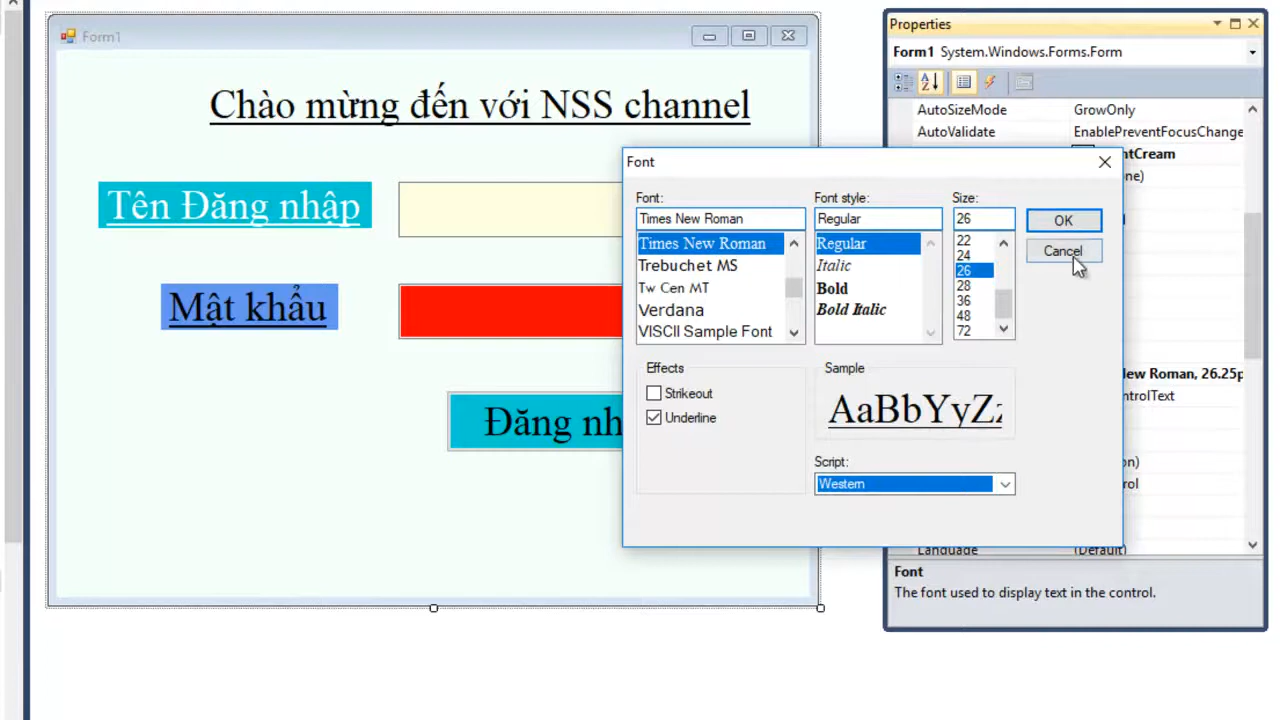 Form1
Chào mừng đến với NSS channel
Tên Đăng nhập
Mật khẩu
Đăng nh
Properties
Form1 System.Windows.Forms.Form
AutoSizeMode GrowOnly
AutoValidate EnablePreventFocusChange
ntCream
one)
ew Roman, 26.25p
ntrolText
on)
rol
Language (Default)
Font
The font used to display text in the control.
Font
Font:
Times New Roman
Times New Roman
Trebuchet MS
Tw Cen MT
Verdana
VISCII Sample Font
Font style:
Regular
Regular
Italic
Bold
Bold Italic
Size:
26
22
24
26
28
36
48
72
OK
Cancel
Effects
Strikeout
Underline
Sample
AaBbYyZz
Script:
Western